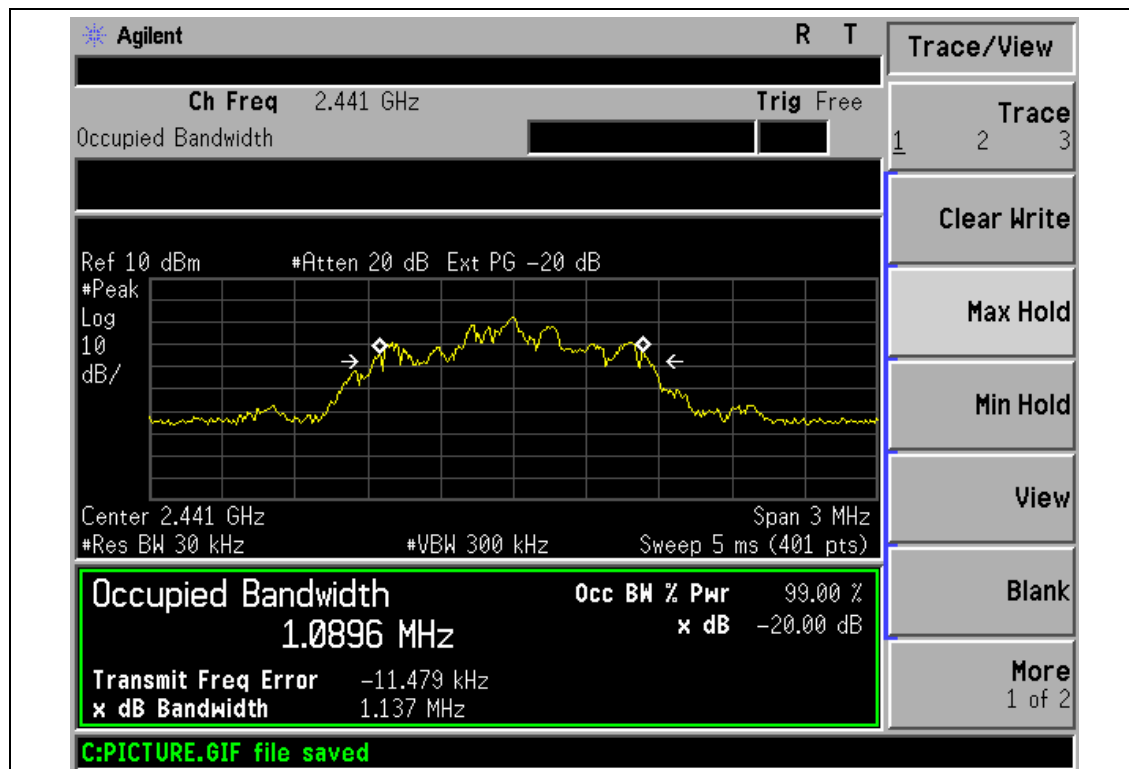 Agilent R T
Trace/View
Ch Freq 2.441 GHz Trig Free
Occupied Bandwidth
Trace
1 2 3
Clear Write
Max Hold
Min Hold
View
Blank
More
1 of 2
Ref 10 dBm #Atten 20 dB Ext PG −20 dB
#Peak
Log
10
dB/
Center 2.441 GHz Span 3 MHz
#Res BW 30 kHz #VBW 300 kHz Sweep 5 ms (401 pts)
Occupied Bandwidth Occ BW % Pwr 99.00 %
1.0896 MHz x dB −20.00 dB
Transmit Freq Error −11.479 kHz
x dB Bandwidth 1.137 MHz
C:PICTURE.GIF file saved